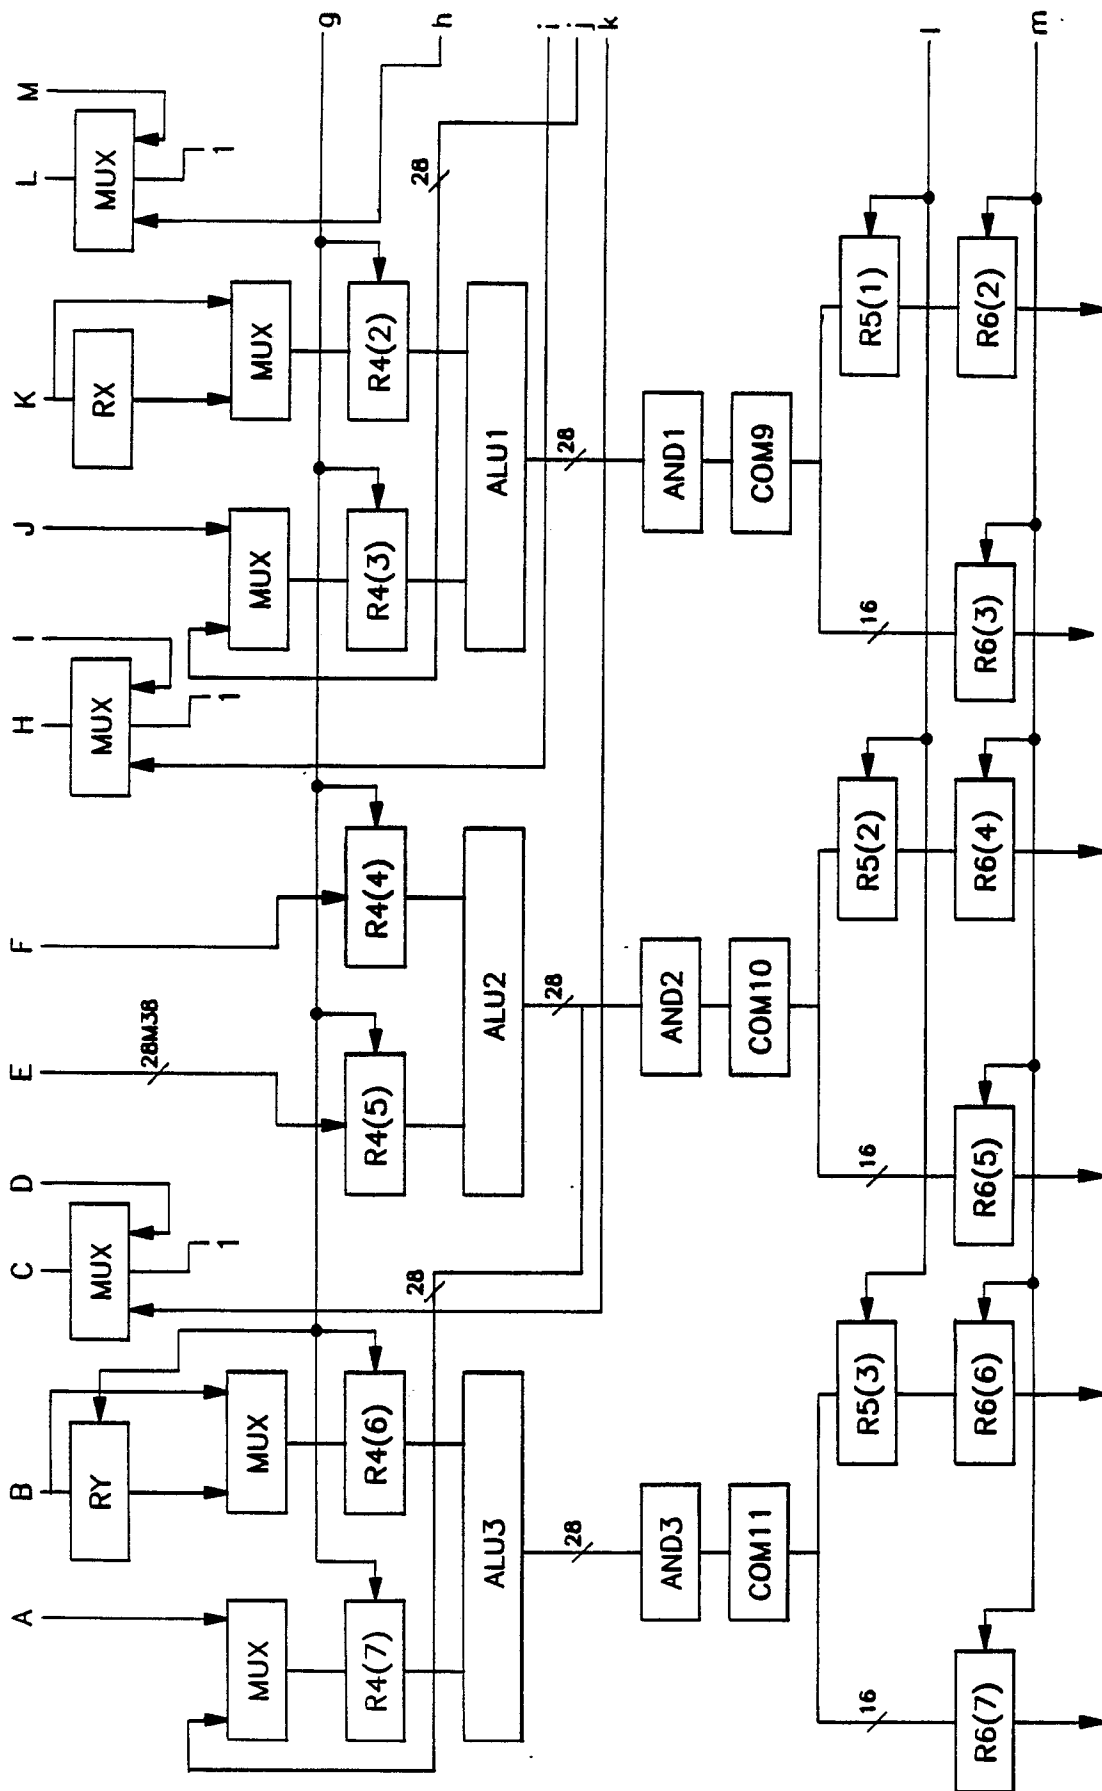 A
B
C
D
E
F
H
I
J
K
L
M
RY
MUX
MUX
RX
MUX
1
1
1
28M38
MUX
MUX
MUX
MUX
g
h
i
j
k
R4(7)
R4(6)
R4(5)
R4(4)
R4(3)
R4(2)
28
28
ALU3
ALU2
ALU1
28
28
28
AND3
AND2
AND1
COM11
COM10
COM9
16
16
16
R5(3)
R5(2)
R5(1)
l
R6(7)
R6(6)
R6(5)
R6(4)
R6(3)
R6(2)
m